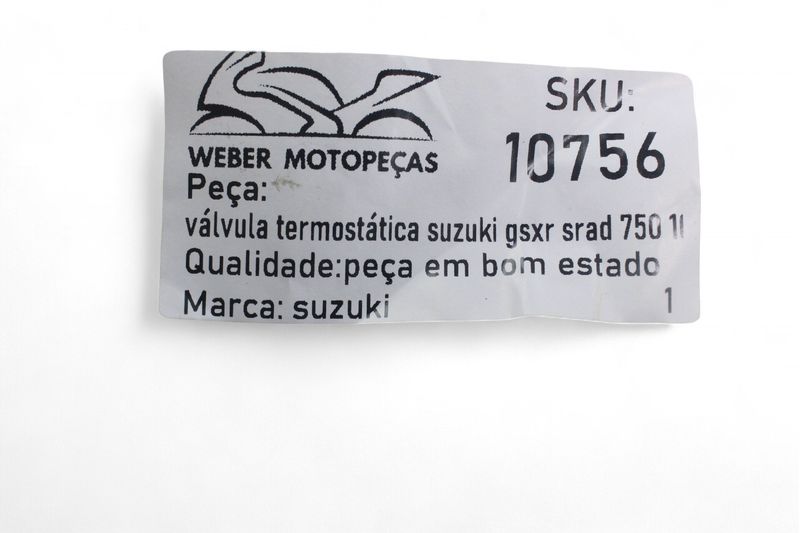 WEBER MOTOPEÇAS
SKU:
10756
Peça:
válvula termostática suzuki gsxr srad 750
Qualidade:peça em bom estado
Marca: suzuki
1